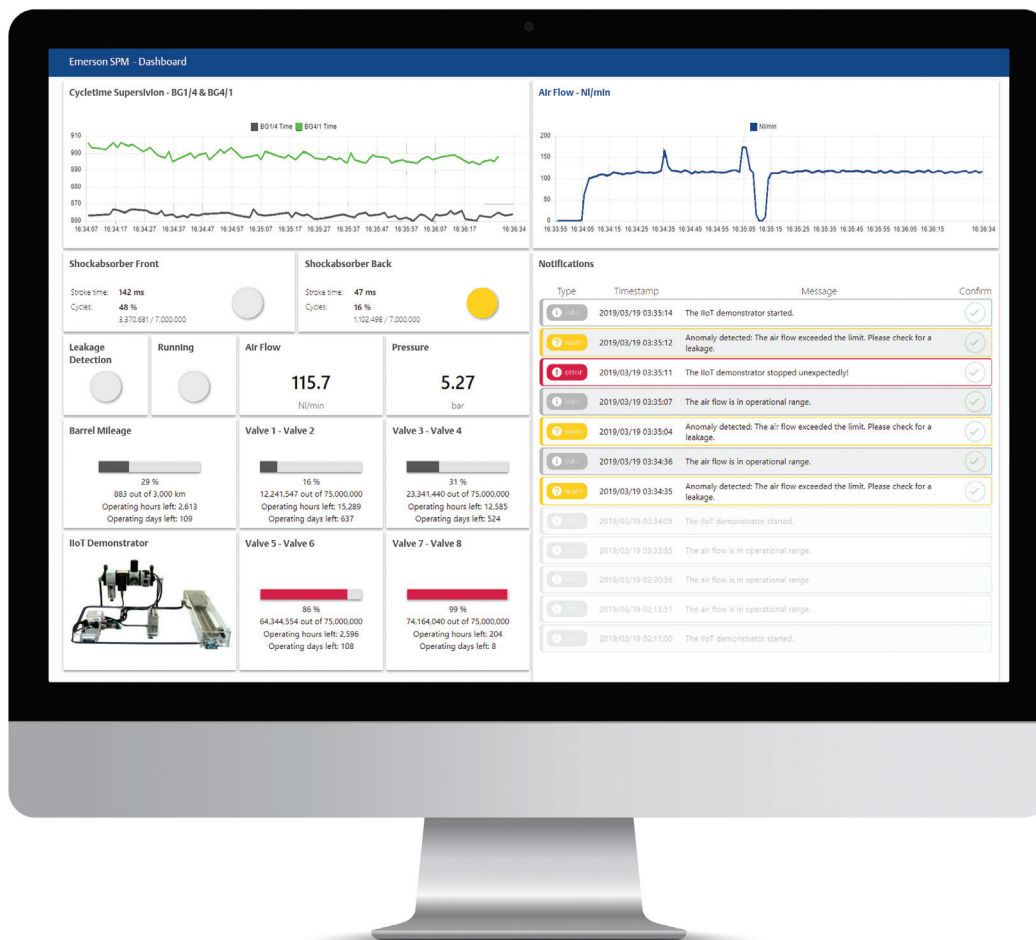 Emerson SPM - Dashboard
Cycletime Supersivion - BG1/4 & BG4/1
BG1/4 Time BG4/1 Time
910
900
890
880
870
860
16:34:07 16:34:17 16:34:27 16:34:37 16:34:47 16:34:57 16:35:07 16:35:17 16:35:27 16:35:37 16:35:47 16:35:57 16:36:07 16:36:17 16:36:34
Air Flow - Nl/min
Nl/min
200
150
100
50
0
16:33:55 16:34:05 16:34:15 16:34:25 16:34:35 16:34:45 16:34:55 16:35:05 16:35:15 16:35:25 16:35:35 16:35:45 16:35:55 16:36:05 16:36:15 16:36:34
Shockabsorber Front
Stroke time: 142 ms
Cycles: 48 %
3,370,681 / 7,000,000
Shockabsorber Back
Stroke time: 47 ms
Cycles: 16 %
1,102,498 / 7,000,000
Leakage
Detection
Running
Air Flow
115.7
Nl/min
Pressure
5.27
bar
Barrel Mileage
29 %
883 out of 3,000 km
Operating hours left: 2,613
Operating days left: 109
Valve 1 - Valve 2
16 %
12,241,547 out of 75,000,000
Operating hours left: 15,289
Operating days left: 637
Valve 3 - Valve 4
31 %
23,341,440 out of 75,000,000
Operating hours left: 12,585
Operating days left: 524
IIoT Demonstrator
Valve 5 - Valve 6
86 %
64,344,554 out of 75,000,000
Operating hours left: 2,596
Operating days left: 108
Valve 7 - Valve 8
99 %
74,164,040 out of 75,000,000
Operating hours left: 204
Operating days left: 8
Notifications
Type Timestamp Message Confirm
info 2019/03/19 03:35:14 The IIoT demonstrator started.
warn 2019/03/19 03:35:12 Anomaly detected: The air flow exceeded the limit. Please check for a
leakage.
error 2019/03/19 03:35:11 The IIoT demonstrator stopped unexpectedly!
info 2019/03/19 03:35:07 The air flow is in operational range.
warn 2019/03/19 03:35:04 Anomaly detected: The air flow exceeded the limit. Please check for a
leakage.
info 2019/03/19 03:34:36 The air flow is in operational range.
warn 2019/03/19 03:34:35 Anomaly detected: The air flow exceeded the limit. Please check for a
leakage.
info 2019/03/19 03:34:05 The IIoT demonstrator started.
info 2019/03/19 03:33:55 The air flow is in operational range.
info 2019/03/19 02:30:56 The air flow is in operational range.
info 2019/03/19 02:13:51 The air flow is in operational range.
info 2019/03/19 02:11:00 The IIoT demonstrator started.